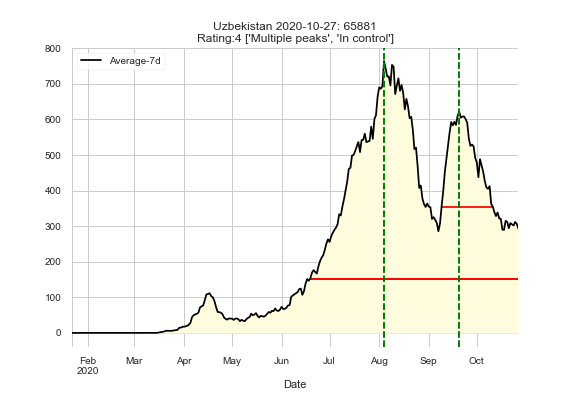 Uzbekistan 2020-10-27: 65881
Rating:4 ['Multiple peaks', 'In control']
Average-7d
800
700
600
500
400
300
200
100
0
Feb Mar Apr May Jun Jul Aug Sep Oct
2020
Date